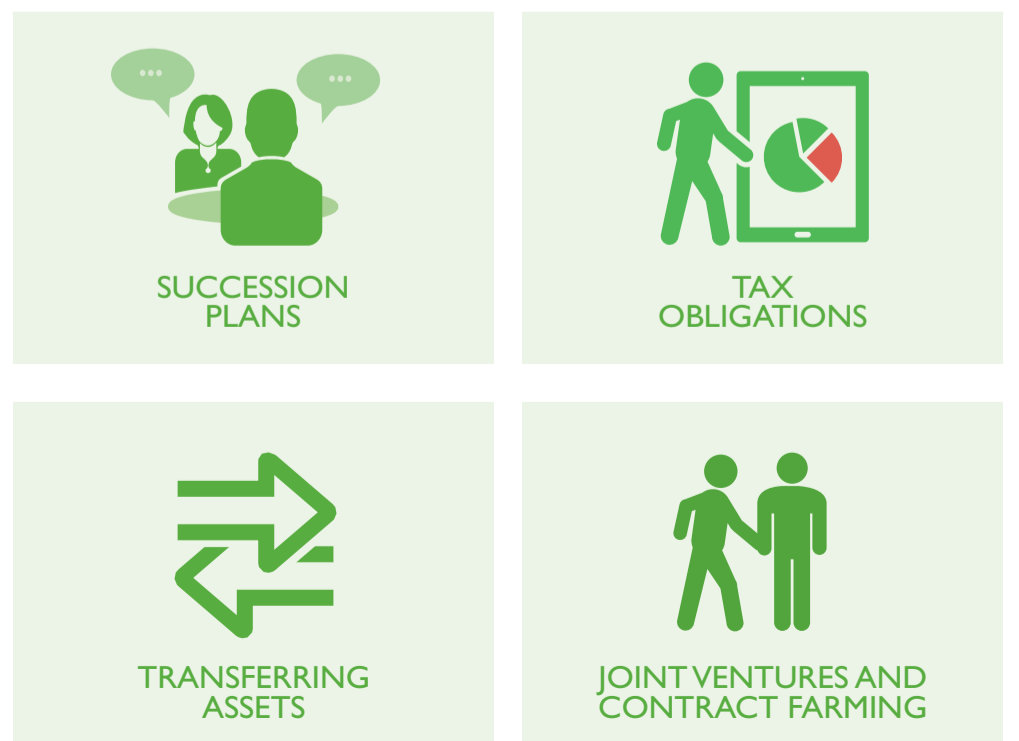 SUCCESSION
PLANS
TAX
OBLIGATIONS
TRANSFERRING
ASSETS
JOINT VENTURES AND
CONTRACT FARMING